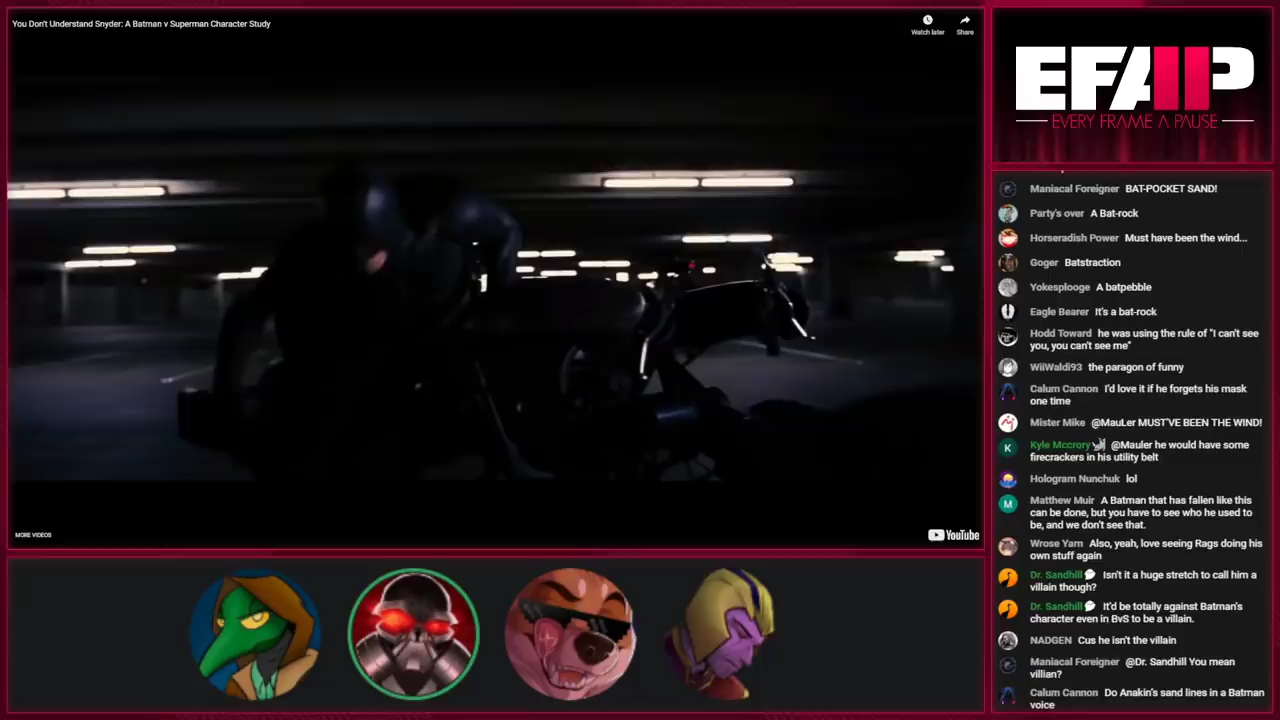 You Don't Understand Snyder: A Batman v Superman Character Study
Watch later
Share
MORE VIDEOS
YouTube
EFAP
EVERY FRAME A PAUSE
Maniacal Foreigner BAT-POCKET SAND!
Party's over A Bat-rock
Horseradish Power Must have been the wind...
Goger Batstraction
Yokesplooge A batpebble
Eagle Bearer It's a bat-rock
Hodd Toward he was using the rule of "I can't see
you, you can't see me"
WiiWaldi93 the paragon of funny
Calum Cannon I'd love it if he forgets his mask
one time
Mister Mike @MauLer MUST'VE BEEN THE WIND!
K
Kyle Mccrory @Mauler he would have some
firecrackers in his utility belt
Hologram Nunchuk lol
M
Matthew Muir A Batman that has fallen like this
can be done, but you have to see who he used to
be, and we don't see that.
Wrose Yarn Also, yeah, love seeing Rags doing his
own stuff again
Dr. Sandhill Isn't it a huge stretch to call him a
villain though?
Dr. Sandhill It'd be totally against Batman's
character even in BvS to be a villain.
NADGEN Cus he isn't the villain
Maniacal Foreigner @Dr. Sandhill You mean
villian?
Calum Cannon Do Anakin's sand lines in a Batman
voice